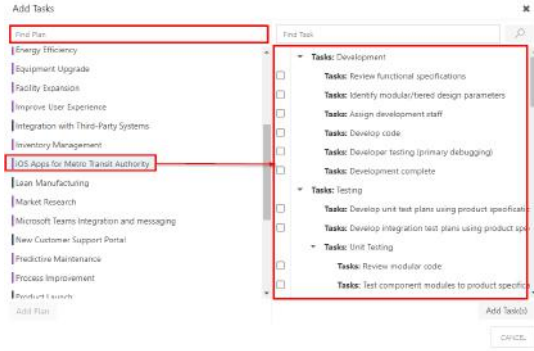 Add Tasks
Find Plan
Energy Efficiency
Equipment Upgrade
Facility Expansion
Improve User Experience
Integration with Third-Party Systems
Inventory Management
iOS Apps for Metro Transit Authority
Lean Manufacturing
Market Research
Microsoft Teams Integration and messaging
New Customer Support Portal
Predictive Maintenance
Process Improvement
Product Launch
Add Plan
Find Task
Tasks: Development
Tasks: Review functional specifications
Tasks: Identify modular/tiered design parameters
Tasks: Assign development staff
Tasks: Develop code
Tasks: Developer testing (primary debugging)
Tasks: Development complete
Tasks: Testing
Tasks: Develop unit test plans using product specificatio
Tasks: Develop integration test plans using product spe
Tasks: Unit Testing
Tasks: Review modular code
Tasks: Test component modules to product specifica
Add Task(s)
CANCEL